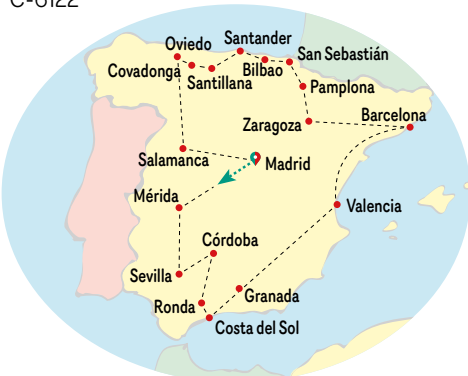 C-6122
Oviedo
Santander
Covadonga
Santillana
Bilbao
San Sebastián
Pamplona
Zaragoza
Barcelona
Salamanca
Madrid
Mérida
Valencia
Córdoba
Sevilla
Granada
Ronda
Costa del Sol